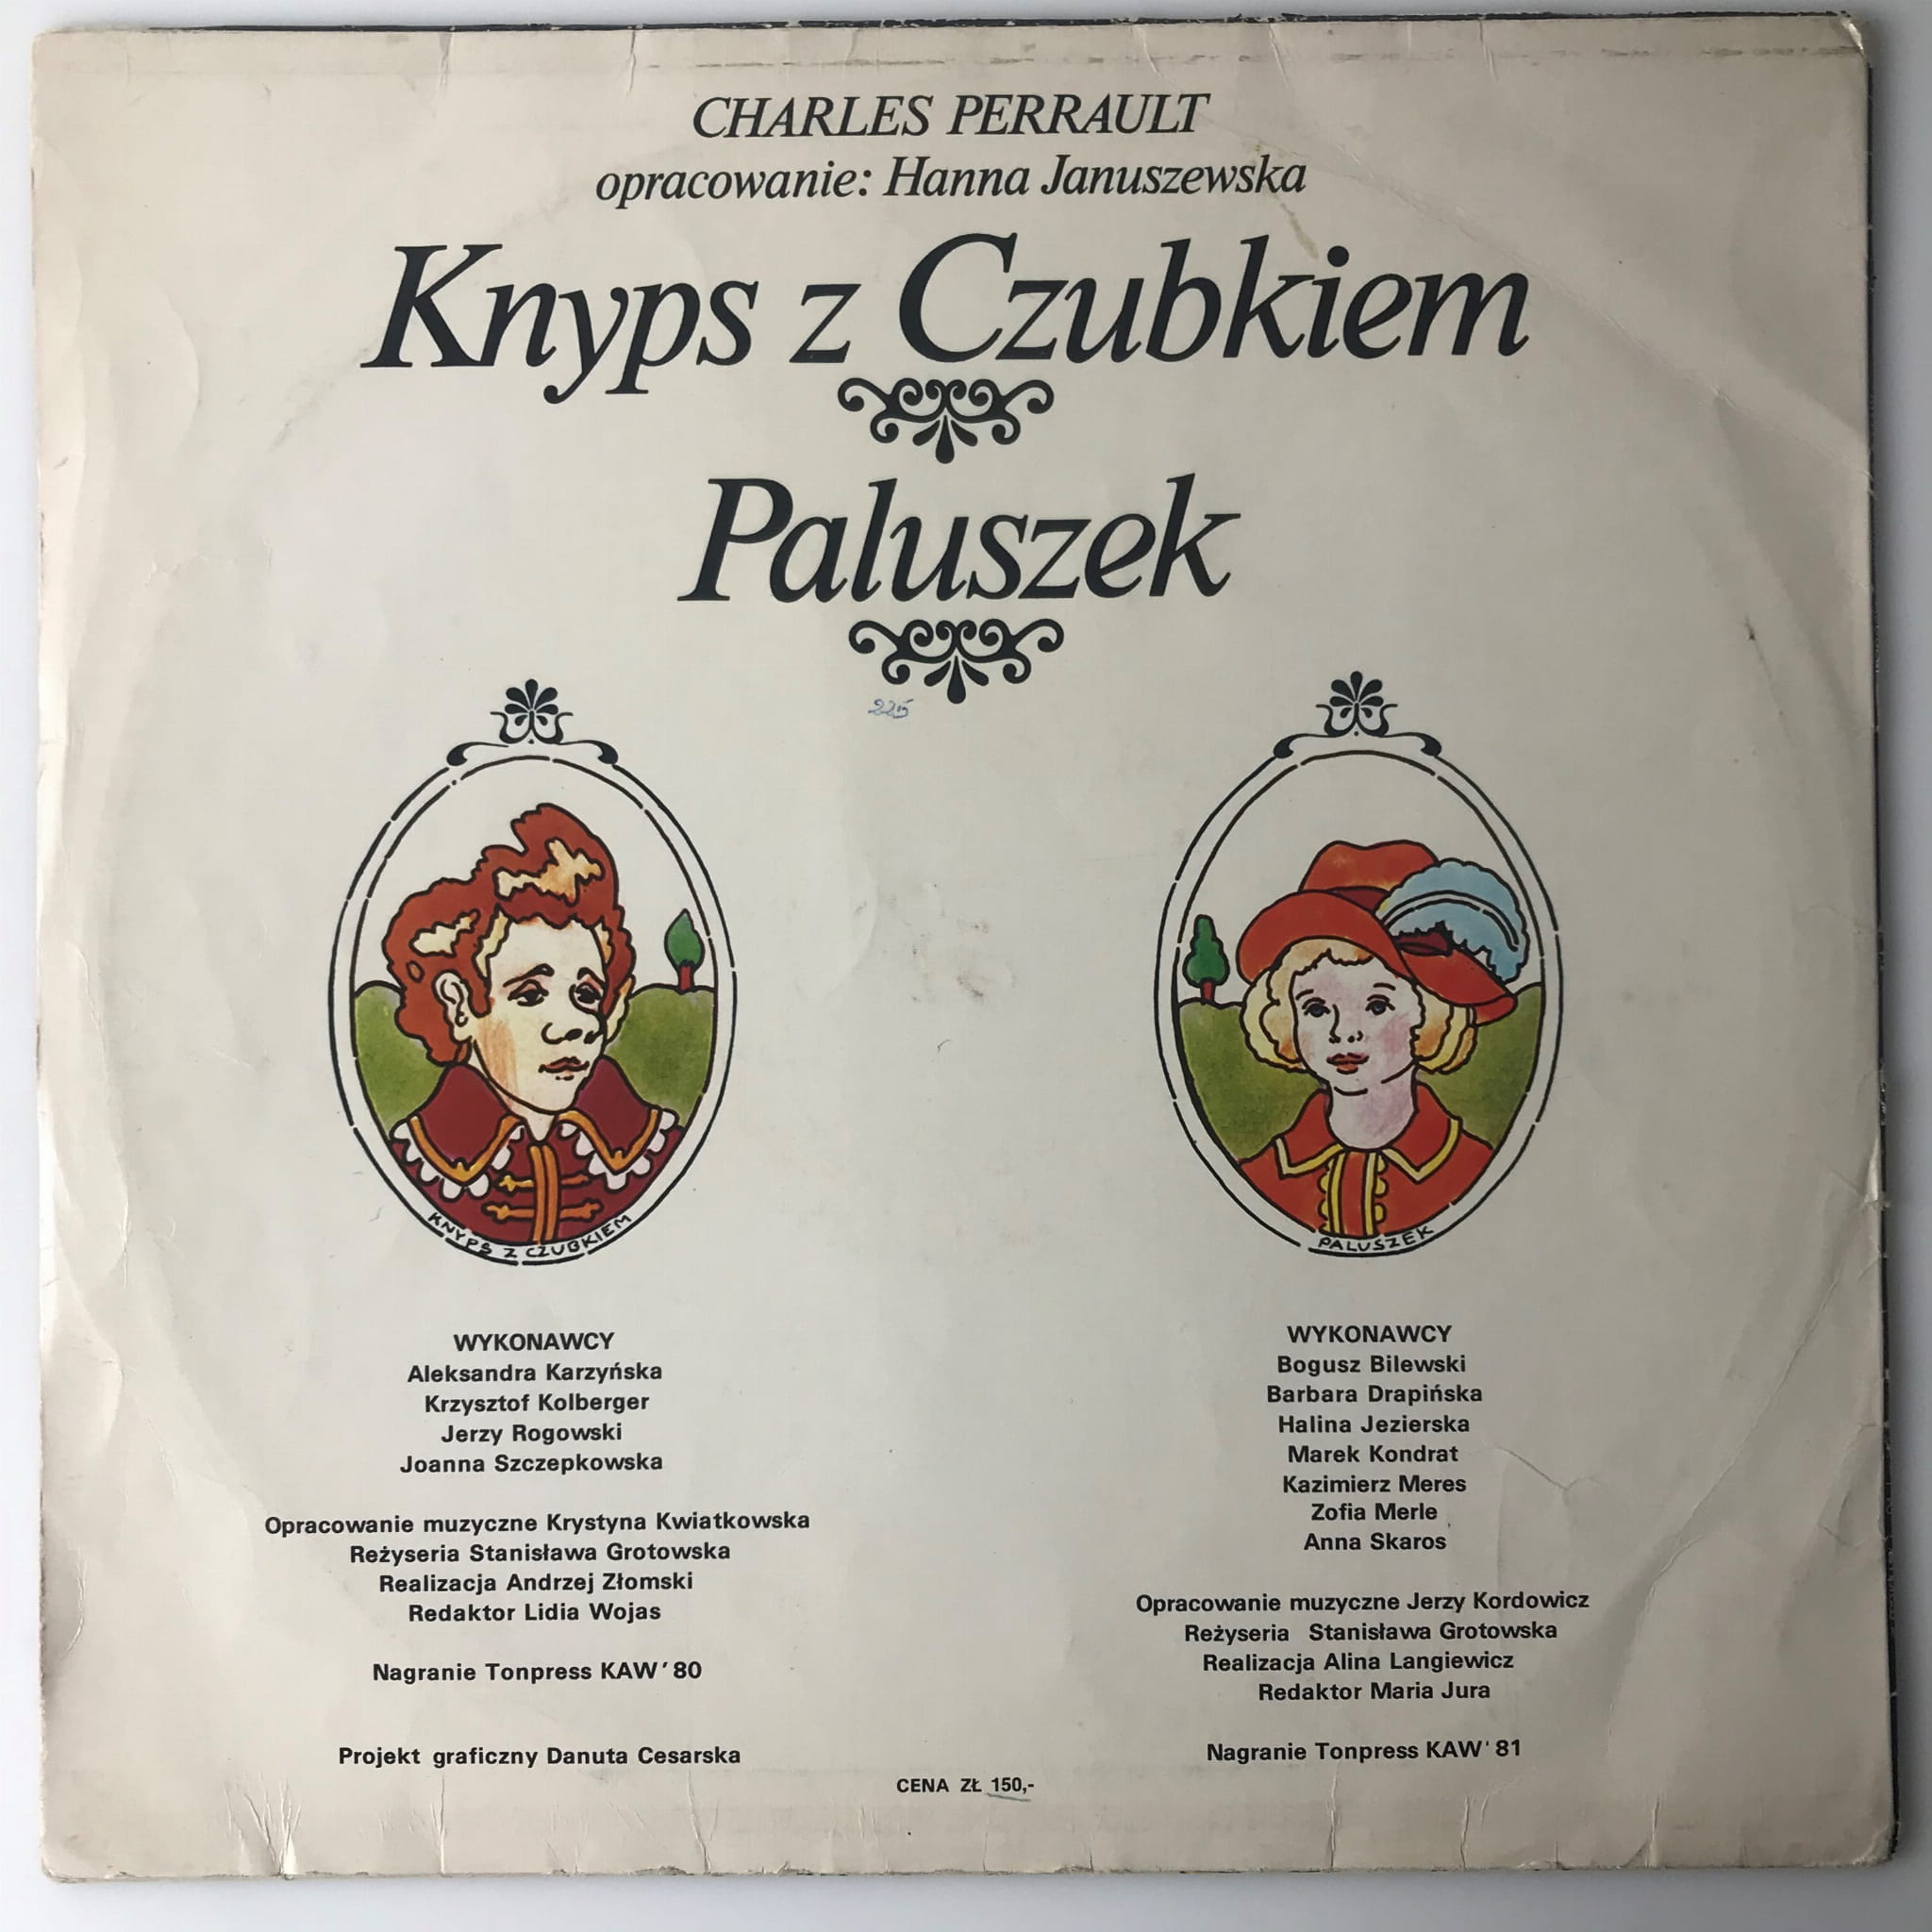 CHARLES PERRAULT
opracowanie: Hanna Januszewska
Knyps z Czubkiem
Paluszek
225
KNYPS Z CZUBKIEM
PALUSZEK
WYKONAWCY
Aleksandra Karzyńska
Krzysztof Kolberger
Jerzy Rogowski
Joanna Szczepkowska
Opracowanie muzyczne Krystyna Kwiatkowska
Reżyseria Stanisława Grotowska
Realizacja Andrzej Złomski
Redaktor Lidia Wojas
Nagranie Tonpress KAW '80
Projekt graficzny Danuta Cesarska
WYKONAWCY
Bogusz Bilewski
Barbara Drapińska
Halina Jezierska
Marek Kondrat
Kazimierz Meres
Zofia Merle
Anna Skaros
Opracowanie muzyczne Jerzy Kordowicz
Reżyseria Stanisława Grotowska
Realizacja Alina Langiewicz
Redaktor Maria Jura
Nagranie Tonpress KAW '81
CENA ZŁ 150,-